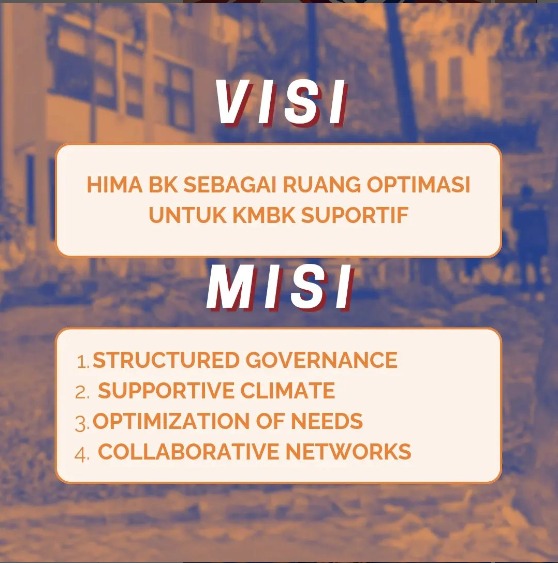 VISI
HIMA BK SEBAGAI RUANG OPTIMASI
UNTUK KMBK SUPORTIF
MISI
1. STRUCTURED GOVERNANCE
2. SUPPORTIVE CLIMATE
3. OPTIMIZATION OF NEEDS
4. COLLABORATIVE NETWORKS